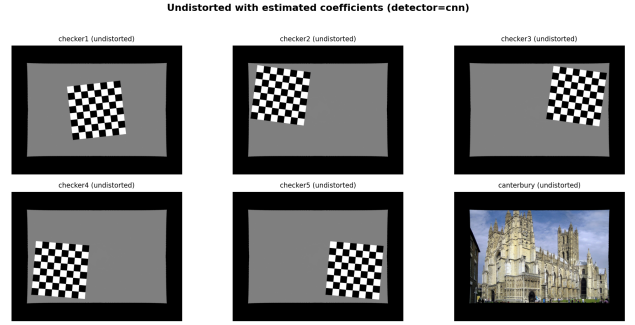 Undistorted with estimated coefficients (detector=cnn)
checker1 (undistorted)
checker2 (undistorted)
checker3 (undistorted)
checker4 (undistorted)
checker5 (undistorted)
canterbury (undistorted)